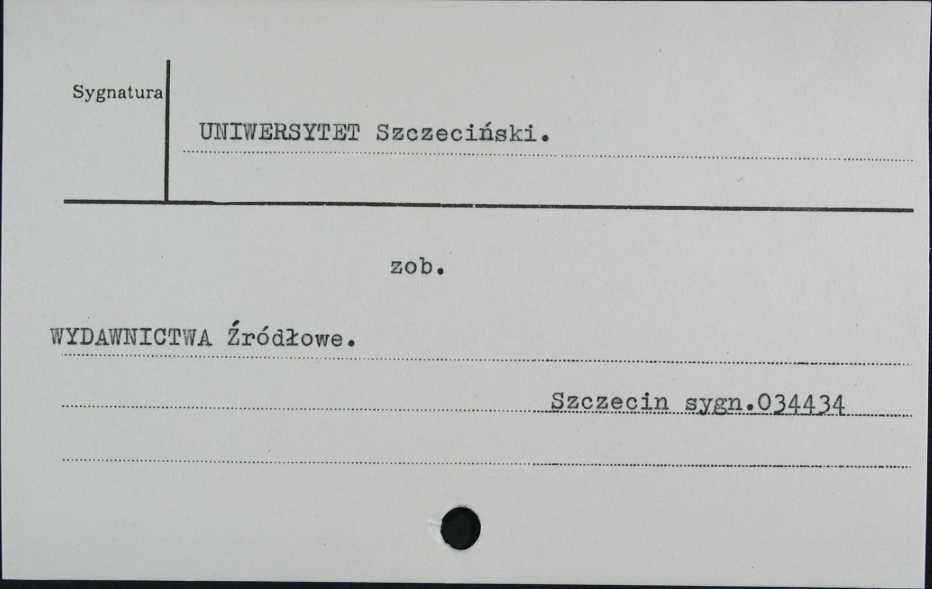 Sygnatura
UNIWERSYTET Szczeciński.
zob.
WYDAWNICTWA Źródłowe.
Szczecin sygn.034434